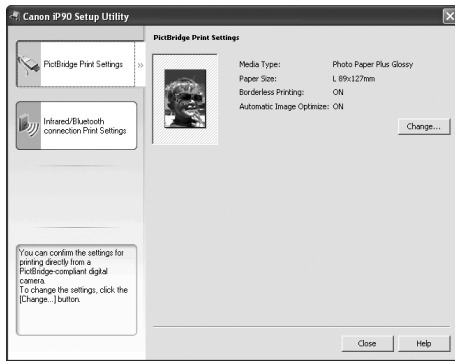 Canon iP90 Setup Utility
PictBridge Print Settings
PictBridge Print Settings
Infrared/Bluetooth
connection Print Settings
You can confirm the settings for
printing directly from a
PictBridge-compliant digital
camera.
To change the settings, click the
[Change...] button.
Media Type: Photo Paper Plus Glossy
Paper Size: L 89x127mm
Borderless Printing: ON
Automatic Image Optimize: ON
Change...
Close Help